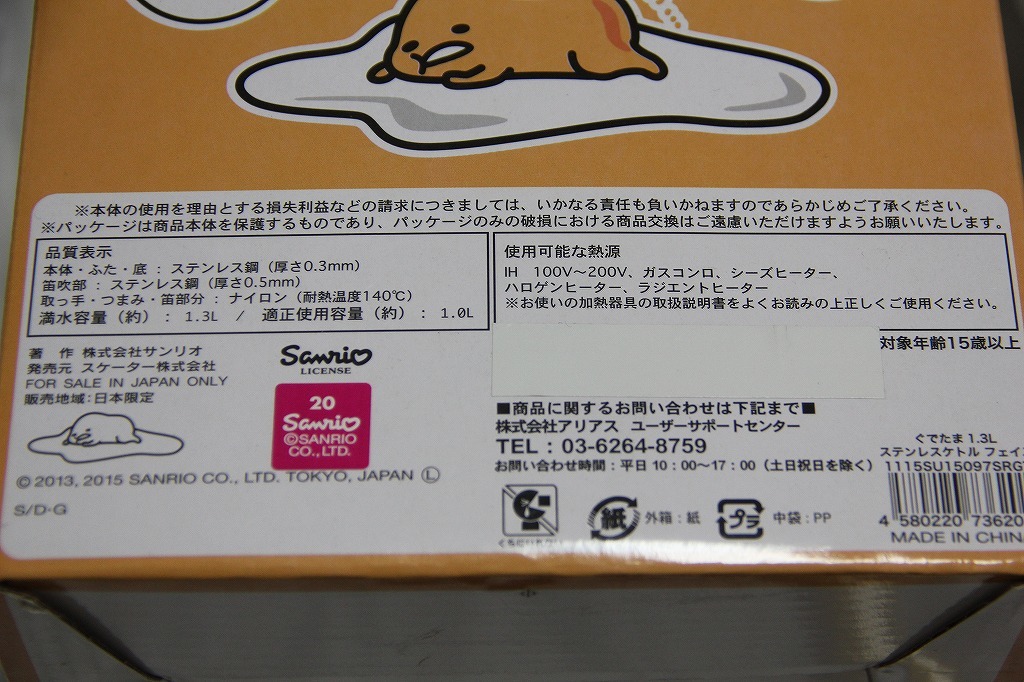 ※本体の使用を理由とする損失利益などの請求につきましては、いかなる責任も負いかねますのであらかじめご了承ください。
※パッケージは商品本体を保護するものであり、パッケージのみの破損における商品交換はご遠慮いただけますようお願いいたします。
品質表示
本体・ふた・底 : ステンレス鋼（厚さ0.3mm）
笛吹部 : ステンレス鋼（厚さ0.5mm）
取っ手・つまみ・笛部分 : ナイロン（耐熱温度140℃）
満水容量（約） : 1.3L / 適正使用容量（約） : 1.0L
使用可能な熱源
IH 100V～200V、ガスコンロ、シーズヒーター、
ハロゲンヒーター、ラジエントヒーター
※お使いの加熱器具の取扱説明書をよくお読みの上正しくご使用ください。
著 作 株式会社サンリオ
発売元 スケーター株式会社
FOR SALE IN JAPAN ONLY
販売地域:日本限定
Sanrio
LICENSE
20
Sanrio
©SANRIO
CO., LTD.
©2013, 2015 SANRIO CO., LTD. TOKYO, JAPAN Ⓛ
S/D-G
対象年齢15歳以上
■商品に関するお問い合わせは下記まで■
株式会社アリアス ユーザーサポートセンター
TEL : 03-6264-8759
お問い合わせ時間 : 平日 10 : 00～17 : 00（土日祝日を除く）
紙 外箱 : 紙
プラ 中袋 : PP
ぐでたま 1.3L
ステンレスケトル フェイス
1115SU15097SRGT
4 580220 73620
MADE IN CHINA